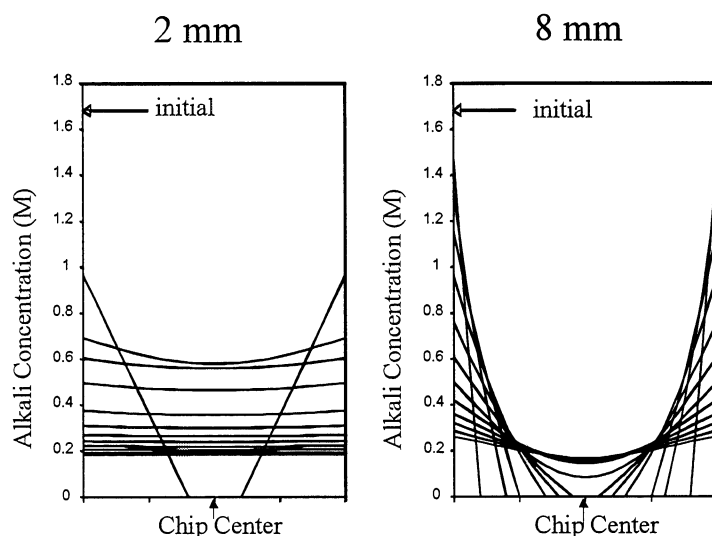 2 mm
8 mm
Alkali Concentration (M)
1.8
1.6
1.4
1.2
1
0.8
0.6
0.4
0.2
0
initial
Chip Center
Alkali Concentration (M)
1.8
1.6
1.4
1.2
1
0.8
0.6
0.4
0.2
0
initial
Chip Center